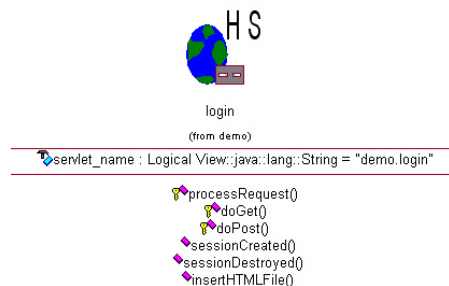 H S
login
(from demo)
servlet_name : Logical View::java::lang::String = "demo.login"
processRequest()
doGet()
doPost()
sessionCreated()
sessionDestroyed()
insertHTMLFile()